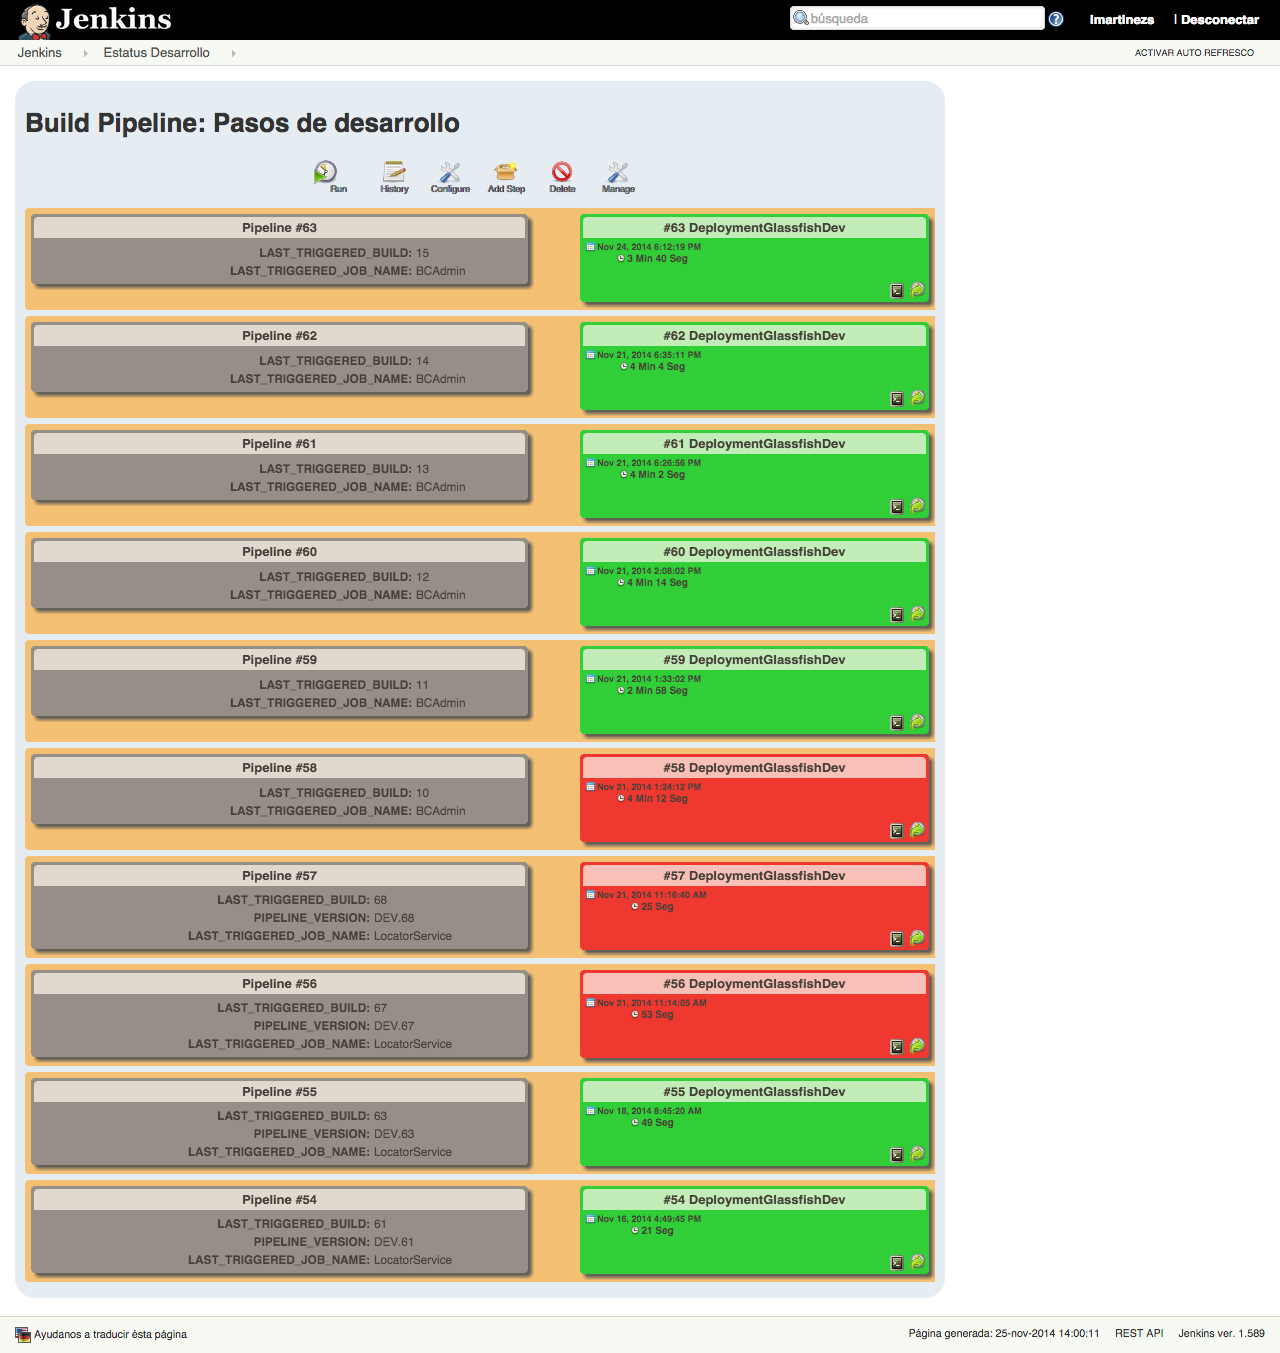 Jenkins
búsqueda
lmartinezs | Desconectar
Jenkins Estatus Desarrollo
ACTIVAR AUTO REFRESCO
Build Pipeline: Pasos de desarrollo
Run History Configure Add Step Delete Manage
Pipeline #63
LAST_TRIGGERED_BUILD: 15
LAST_TRIGGERED_JOB_NAME: BCAdmin
#63 DeploymentGlassfishDev
Nov 24, 2014 6:12:19 PM
3 Min 40 Seg
Pipeline #62
LAST_TRIGGERED_BUILD: 14
LAST_TRIGGERED_JOB_NAME: BCAdmin
#62 DeploymentGlassfishDev
Nov 21, 2014 6:35:11 PM
4 Min 4 Seg
Pipeline #61
LAST_TRIGGERED_BUILD: 13
LAST_TRIGGERED_JOB_NAME: BCAdmin
#61 DeploymentGlassfishDev
Nov 21, 2014 6:26:56 PM
4 Min 2 Seg
Pipeline #60
LAST_TRIGGERED_BUILD: 12
LAST_TRIGGERED_JOB_NAME: BCAdmin
#60 DeploymentGlassfishDev
Nov 21, 2014 2:08:02 PM
4 Min 14 Seg
Pipeline #59
LAST_TRIGGERED_BUILD: 11
LAST_TRIGGERED_JOB_NAME: BCAdmin
#59 DeploymentGlassfishDev
Nov 21, 2014 1:33:02 PM
2 Min 58 Seg
Pipeline #58
LAST_TRIGGERED_BUILD: 10
LAST_TRIGGERED_JOB_NAME: BCAdmin
#58 DeploymentGlassfishDev
Nov 21, 2014 1:24:12 PM
4 Min 12 Seg
Pipeline #57
LAST_TRIGGERED_BUILD: 68
PIPELINE_VERSION: DEV.68
LAST_TRIGGERED_JOB_NAME: LocatorService
#57 DeploymentGlassfishDev
Nov 21, 2014 11:16:40 AM
25 Seg
Pipeline #56
LAST_TRIGGERED_BUILD: 67
PIPELINE_VERSION: DEV.67
LAST_TRIGGERED_JOB_NAME: LocatorService
#56 DeploymentGlassfishDev
Nov 21, 2014 11:14:05 AM
53 Seg
Pipeline #55
LAST_TRIGGERED_BUILD: 63
PIPELINE_VERSION: DEV.63
LAST_TRIGGERED_JOB_NAME: LocatorService
#55 DeploymentGlassfishDev
Nov 18, 2014 8:45:20 AM
49 Seg
Pipeline #54
LAST_TRIGGERED_BUILD: 61
PIPELINE_VERSION: DEV.61
LAST_TRIGGERED_JOB_NAME: LocatorService
#54 DeploymentGlassfishDev
Nov 16, 2014 4:49:45 PM
21 Seg
Ayudanos a traducir ésta página
Página generada: 25-nov-2014 14:00:11 REST API Jenkins ver. 1.589